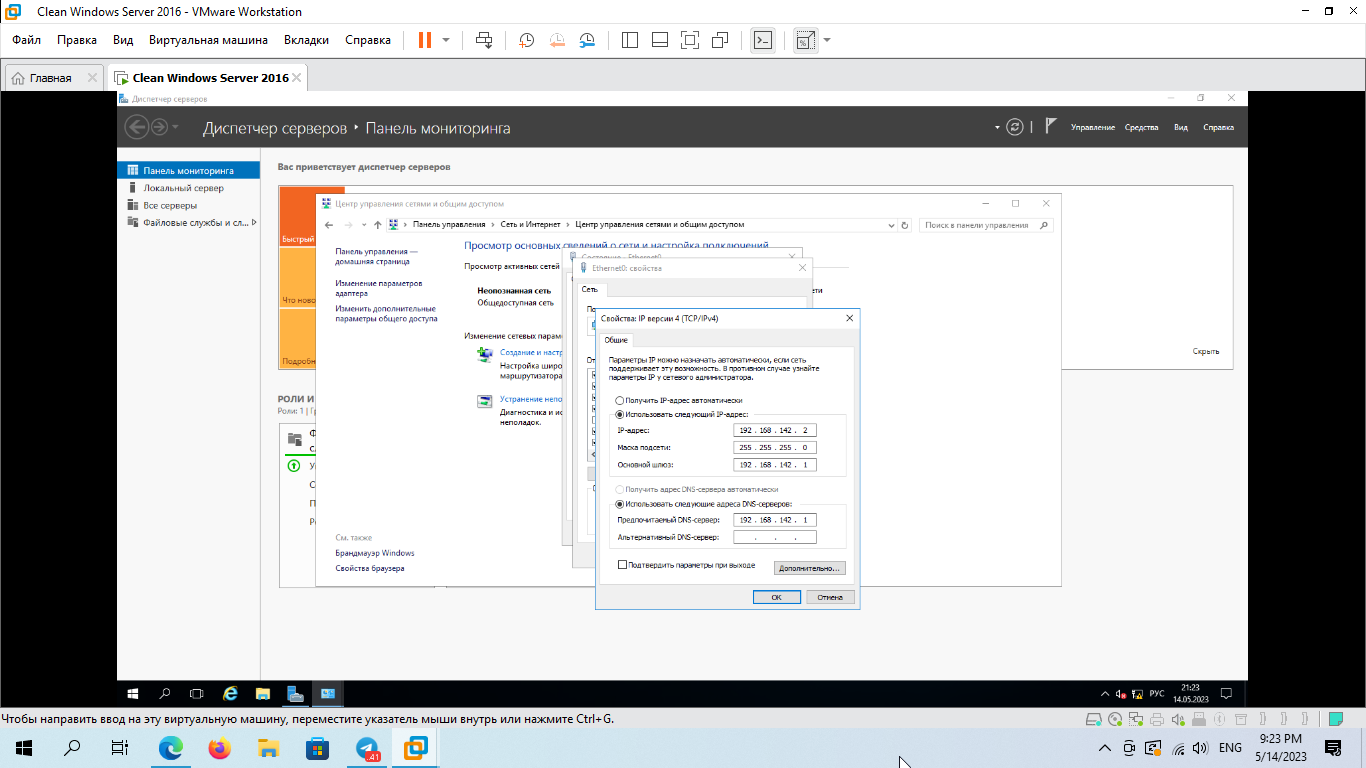 Clean Windows Server 2016 - VMware Workstation
Файл Правка Вид Виртуальная машина Вкладки Справка
Главная
Clean Windows Server 2016
Диспетчер серверов
Диспетчер серверов ‣ Панель мониторинга
Управление Средства Вид Справка
Панель мониторинга
Локальный сервер
Все серверы
Файловые службы и сл...
Вас приветствует диспетчер серверов
Быстрый
Что ново
Подробн
Скрыть
РОЛИ И
Роли: 1 | Г
Центр управления сетями и общим доступом
Панель управления > Сеть и Интернет > Центр управления сетями и общим доступом
Поиск в панели управления
Панель управления —
домашняя страница
Изменение параметров
адаптера
Изменить дополнительные
параметры общего доступа
См. также
Брандмауэр Windows
Свойства браузера
Просмотр основных сведений о сети и настройка подключений
Просмотр активных сетей
Неопознанная сеть
Общедоступная сеть
Изменение сетевых парам
Создание и настр
Настройка широ
маршрутизатора
Устранение непо
Диагностика и ис
неполадок.
Состояние - Ethernet0
Ethernet0: свойства
Сеть
Свойства: IP версии 4 (TCP/IPv4)
Общие
Параметры IP можно назначать автоматически, если сеть
поддерживает эту возможность. В противном случае узнайте
параметры IP у сетевого администратора.
Получить IP-адрес автоматически
Использовать следующий IP-адрес:
IP-адрес: 192 . 168 . 142 . 2
Маска подсети: 255 . 255 . 255 . 0
Основной шлюз: 192 . 168 . 142 . 1
Получить адрес DNS-сервера автоматически
Использовать следующие адреса DNS-серверов:
Предпочитаемый DNS-сервер: 192 . 168 . 142 . 1
Альтернативный DNS-сервер: . . .
Подтвердить параметры при выходе
Дополнительно...
OK Отмена
РУС
21:23
14.05.2023
Чтобы направить ввод на эту виртуальную машину, переместите указатель мыши внутрь или нажмите Ctrl+G.
41
ENG
9:23 PM
5/14/2023